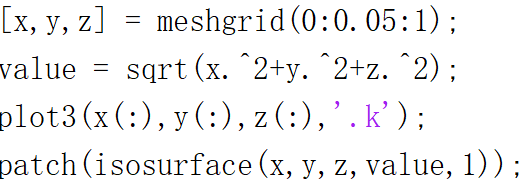 [x,y,z] = meshgrid(0:0.05:1);
value = sqrt(x.^2+y.^2+z.^2);
plot3(x(:),y(:),z(:),'.k');
patch(isosurface(x,y,z,value,1));